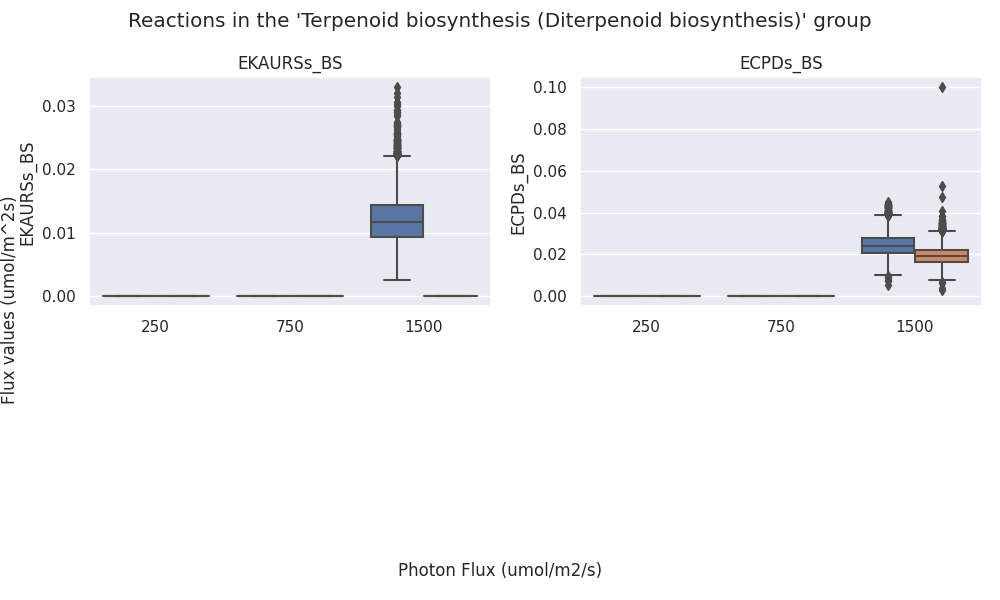 Reactions in the 'Terpenoid biosynthesis (Diterpenoid biosynthesis)' group
EKAURSs_BS
ECPDs_BS
Flux values (umol/m^2s)
EKAURSs_BS
0.03
0.02
0.01
0.00
250
750
1500
ECPDs_BS
0.10
0.08
0.06
0.04
0.02
0.00
250
750
1500
Photon Flux (umol/m2/s)